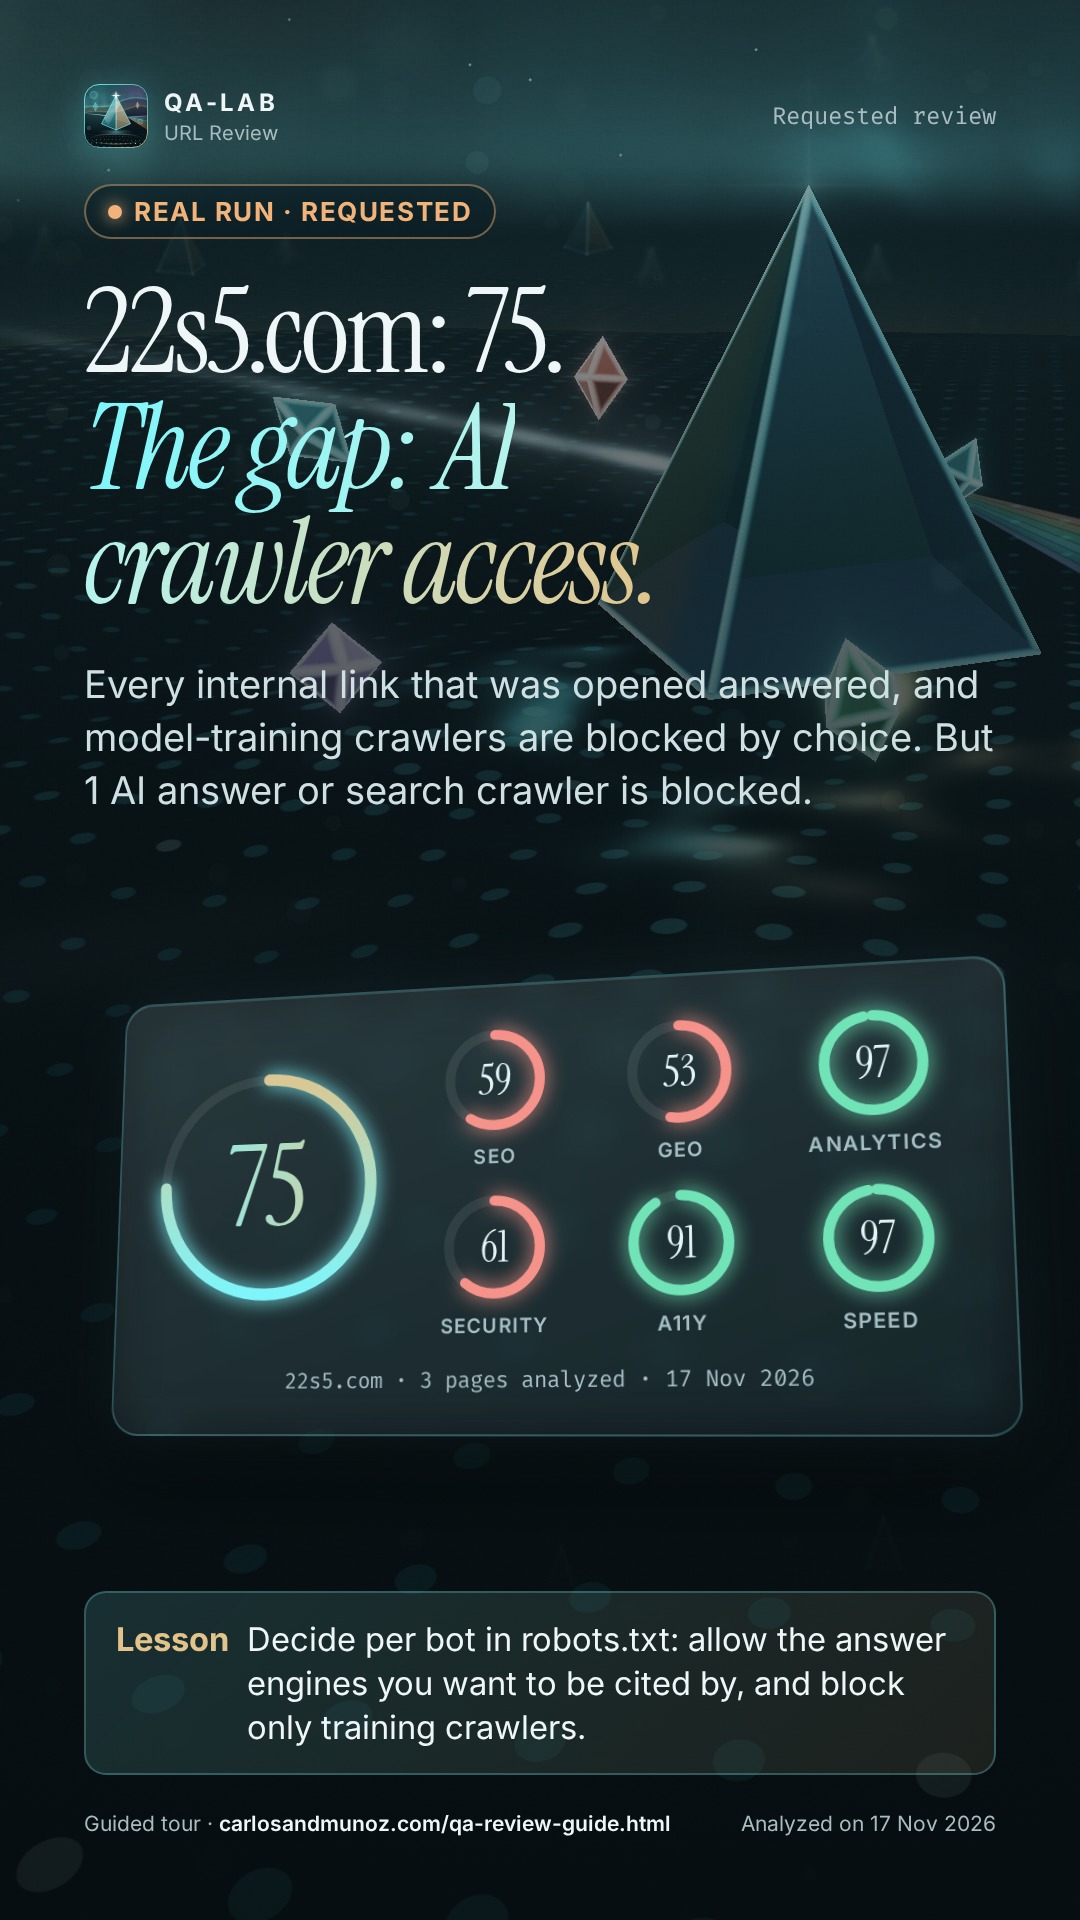 QA-LAB
URL Review
Requested review
REAL RUN · REQUESTED
22s5.com: 75.
The gap: AI
crawler access.
Every internal link that was opened answered, and
model-training crawlers are blocked by choice. But
1 AI answer or search crawler is blocked.
75
59
SEO
53
GEO
97
ANALYTICS
61
SECURITY
91
A11Y
97
SPEED
22s5.com · 3 pages analyzed · 17 Nov 2026
Lesson Decide per bot in robots.txt: allow the answer
engines you want to be cited by, and block
only training crawlers.
Guided tour · carlosandmunoz.com/qa-review-guide.html
Analyzed on 17 Nov 2026